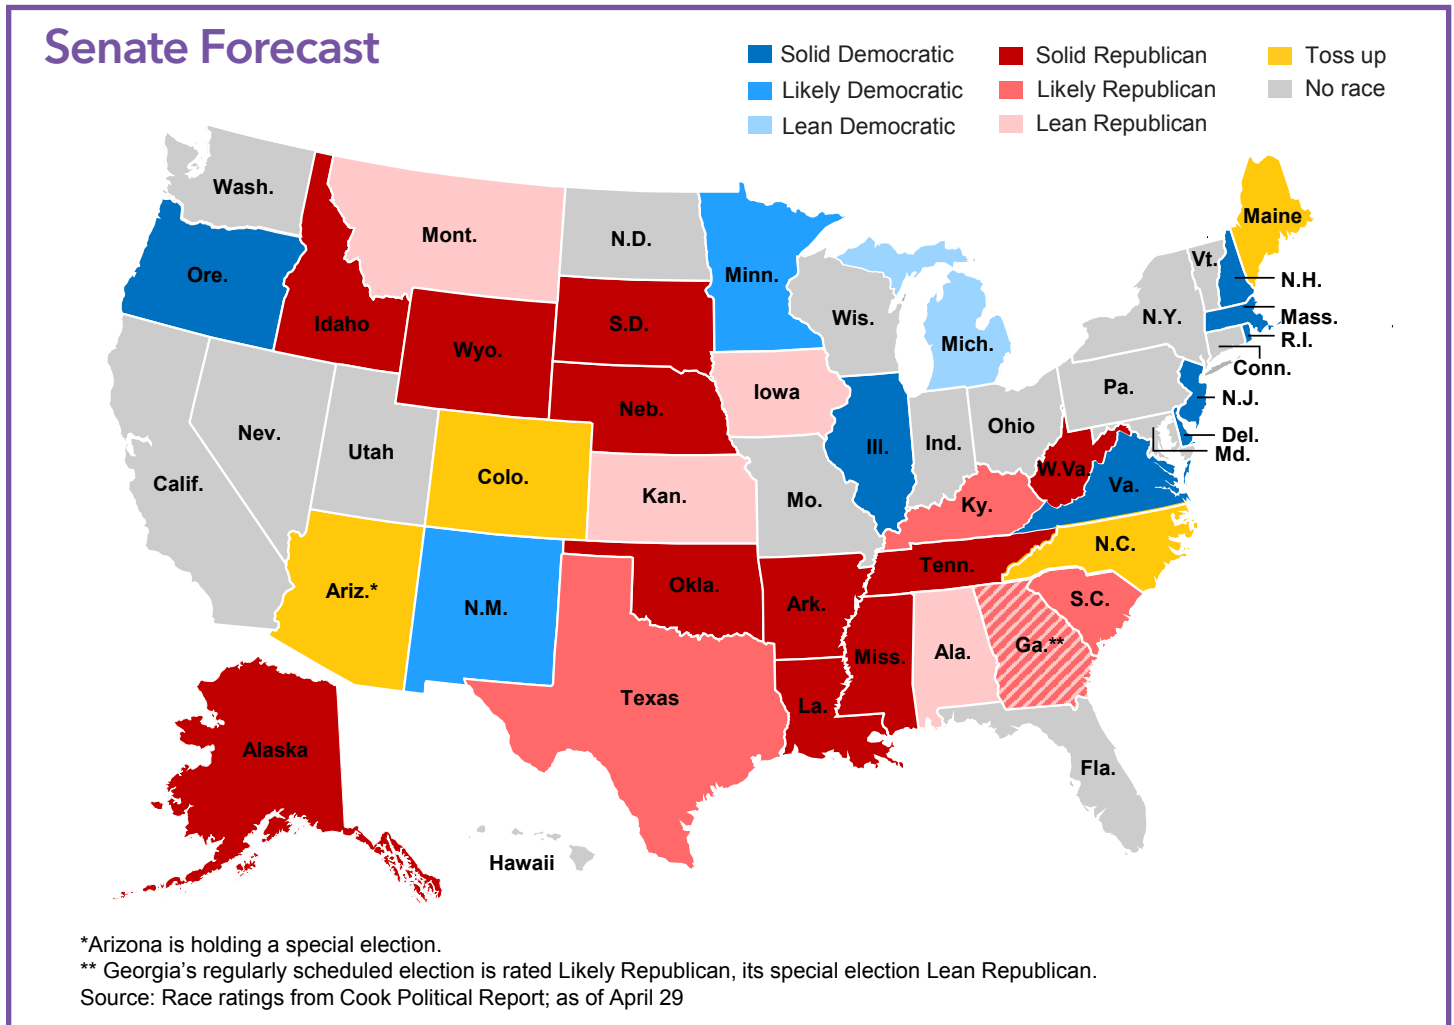 Senate Forecast
Solid Democratic
Likely Democratic
Lean Democratic
Solid Republican
Likely Republican
Lean Republican
Toss up
No race
Wash.
Ore.
Idaho
Mont.
N.D.
Minn.
Wis.
Mich.
Maine
Vt.
N.H.
Mass.
R.I.
Conn.
N.Y.
Pa.
N.J.
Del.
Md.
Wyo.
S.D.
Neb.
Iowa
Ill.
Ind.
Ohio
W.Va.
Va.
Ky.
Calif.
Nev.
Utah
Colo.
Kan.
Mo.
Tenn.
N.C.
S.C.
Ariz.*
N.M.
Okla.
Ark.
Texas
La.
Miss.
Ala.
Ga.**
Fla.
Alaska
Hawaii
*Arizona is holding a special election.
** Georgia's regularly scheduled election is rated Likely Republican, its special election Lean Republican.
Source: Race ratings from Cook Political Report; as of April 29